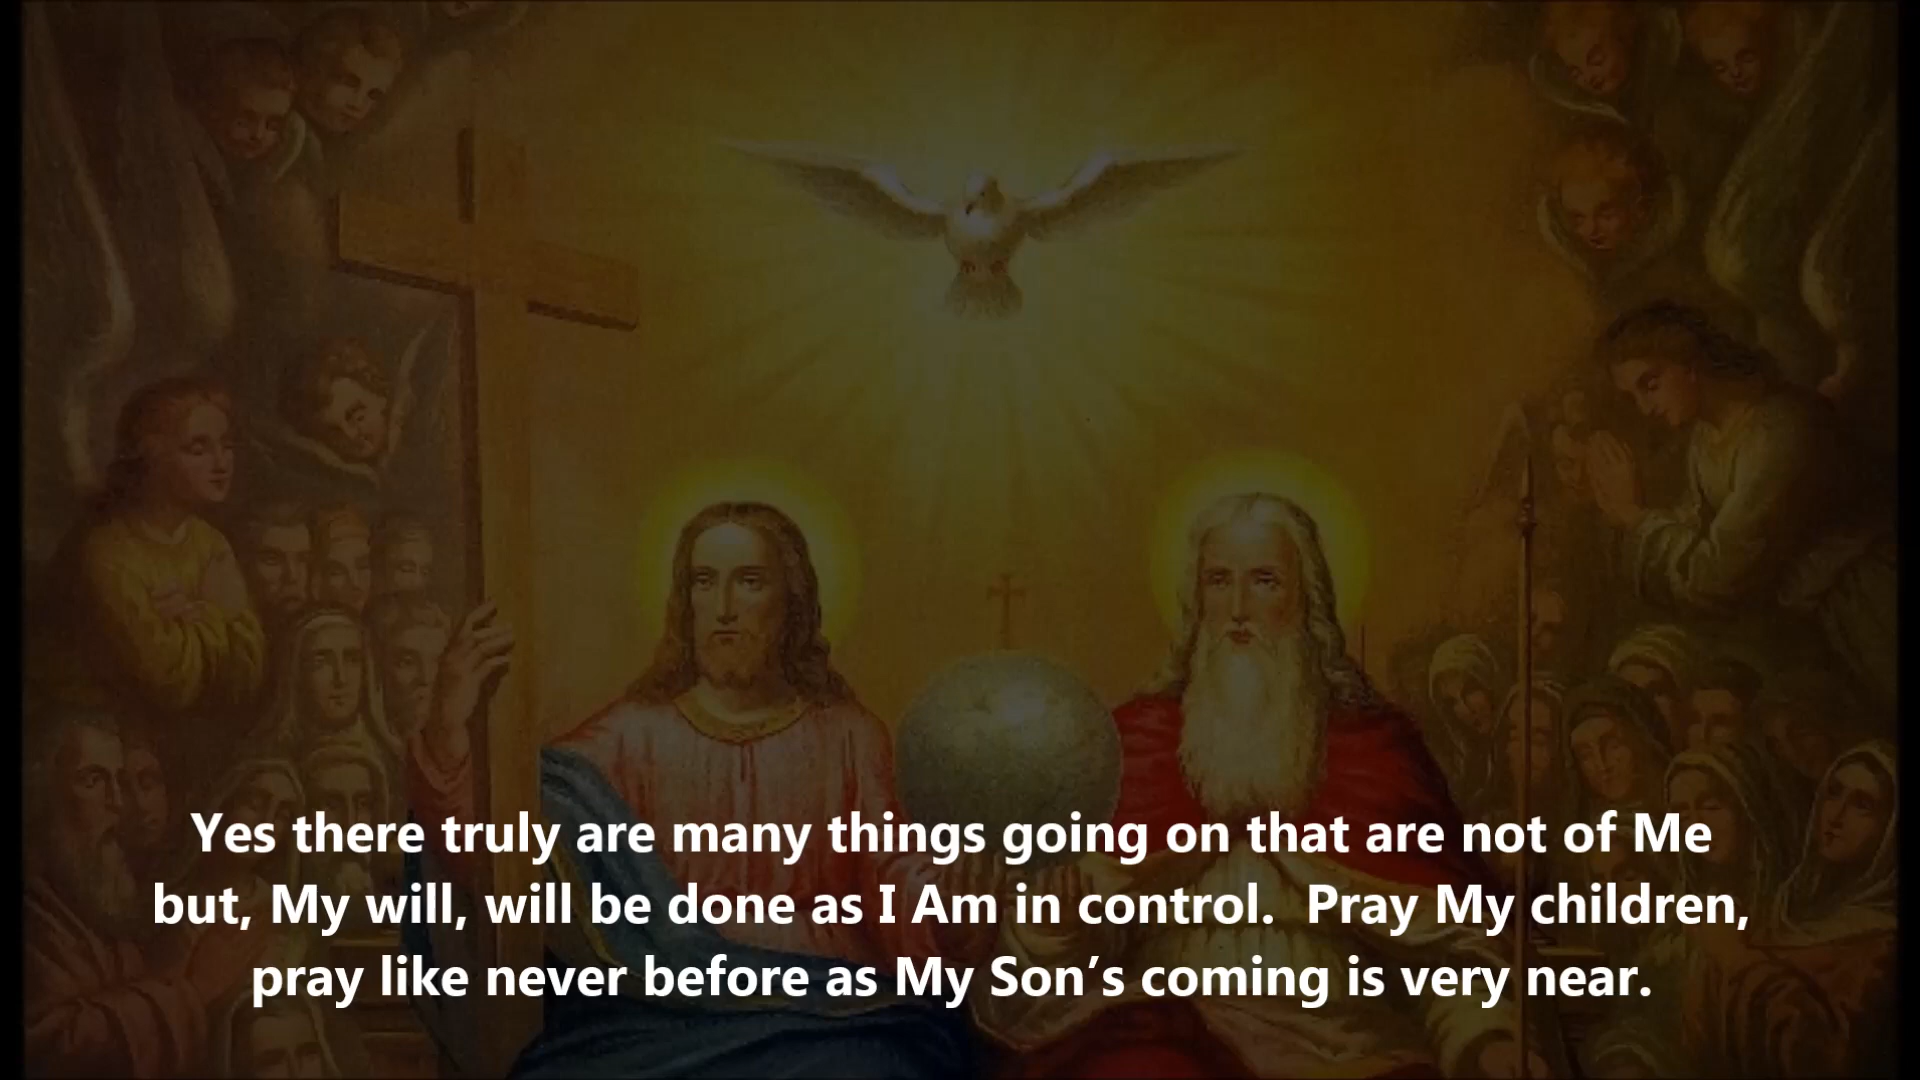 Yes there truly are many things going on that are not of Me
but, My will, will be done as I Am in control.  Pray My children,
pray like never before as My Son’s coming is very near.